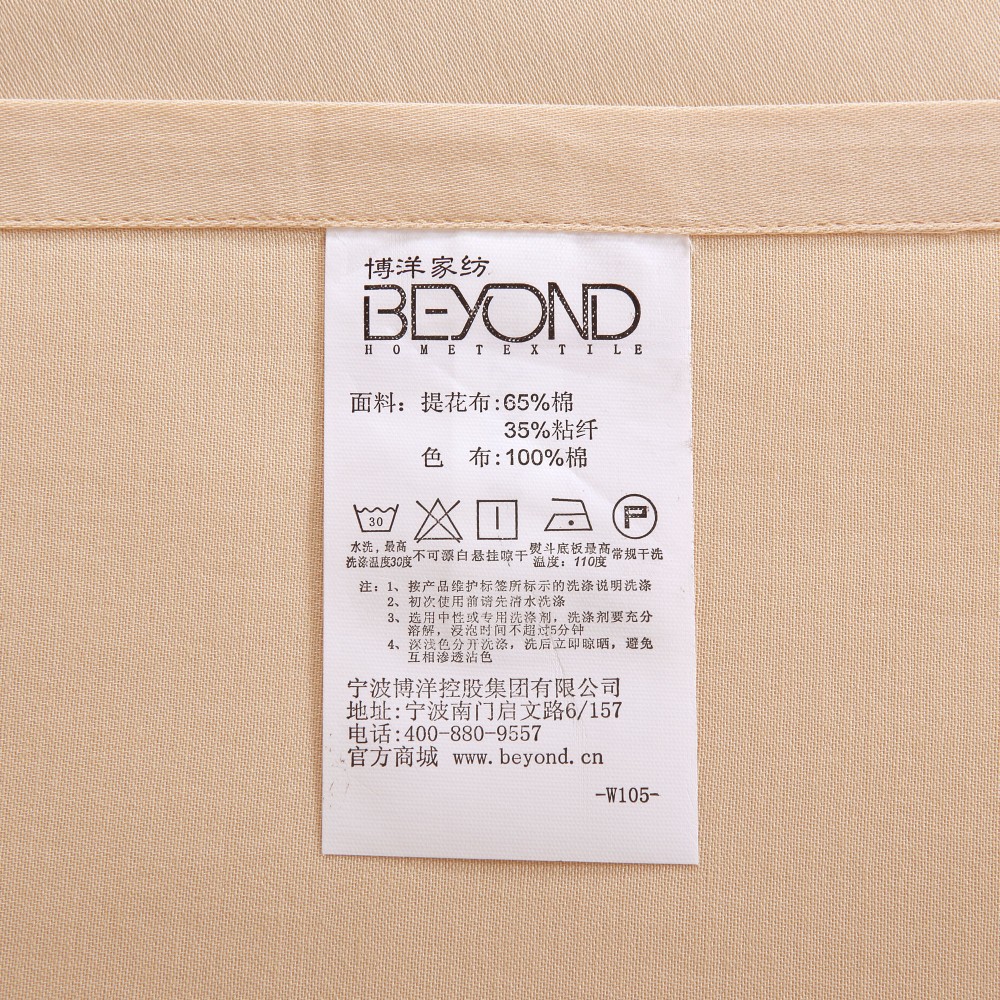 博洋家纺
BEYOND
HOMETEXTILE
面料：提花布:65%棉
35%粘纤
色 布:100%棉
30
水洗，最高
洗涤温度30度
不可漂白
悬挂晾干
熨斗底板最高
温度：110度
F
常规干洗
注：1、按产品维护标签所标示的洗涤说明洗涤
2、初次使用前请先清水洗涤
3、选用中性或专用洗涤剂，洗涤剂要充分
溶解，浸泡时间不超过5分钟
4、深浅色分开洗涤，洗后立即晾晒，避免
互相渗透沾色
宁波博洋控股集团有限公司
地址:宁波南门启文路6/157
电话:400-880-9557
官方商城 www.beyond.cn
-W105-